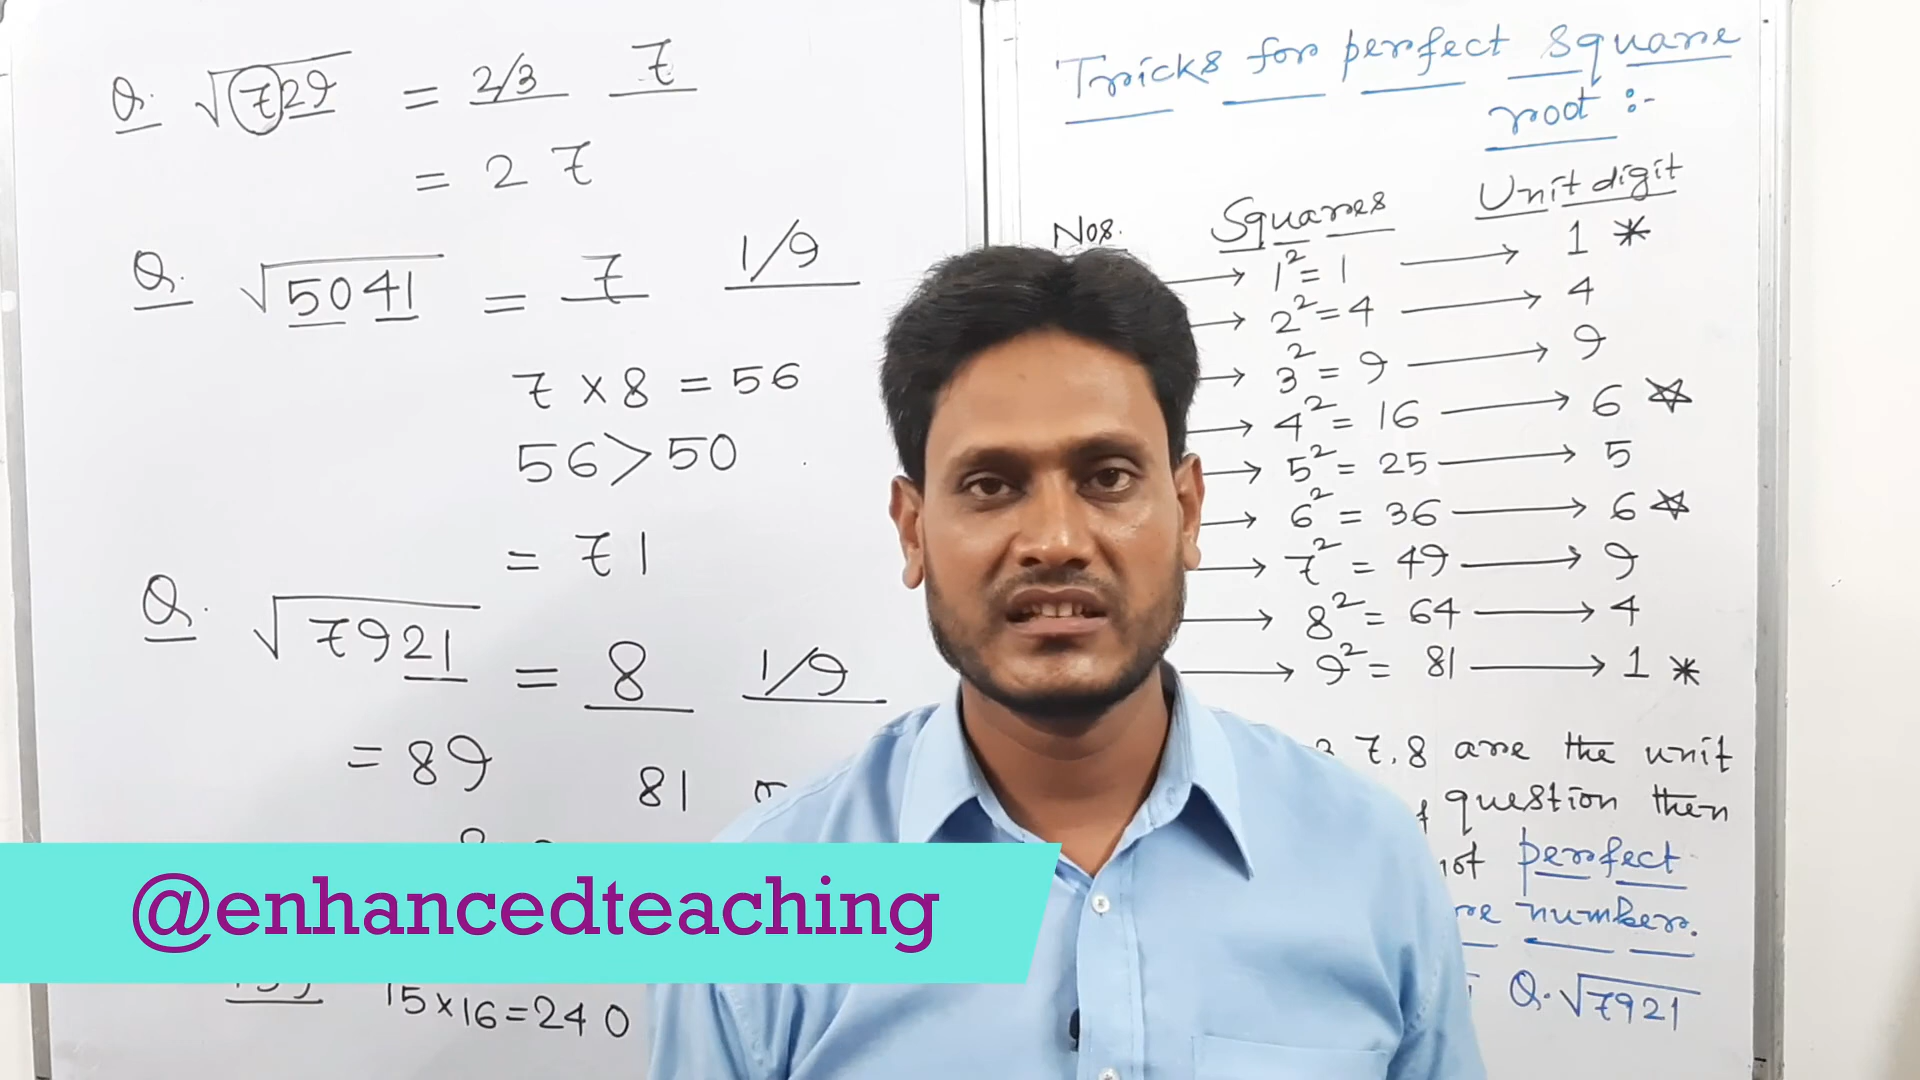 Q. √729 = 2/3 7
= 2 7
Q. √5041 = 7 1/9
7 × 8 = 56
56 > 50
= 71
Q. √7921 = 8 1/9
= 89
81
@enhancedteaching
15×16=240
Tricks for perfect square
root :-
Nos. Squares Unit digit
→ 1² = 1 → 1 *
→ 2² = 4 → 4
→ 3² = 9 → 9
→ 4² = 16 → 6 ☆
→ 5² = 25 → 5
→ 6² = 36 → 6 ☆
→ 7² = 49 → 9
→ 8² = 64 → 4
→ 9² = 81 → 1 *
7, 8 are the unit
question then
perfect
numbers.
Q. √7921